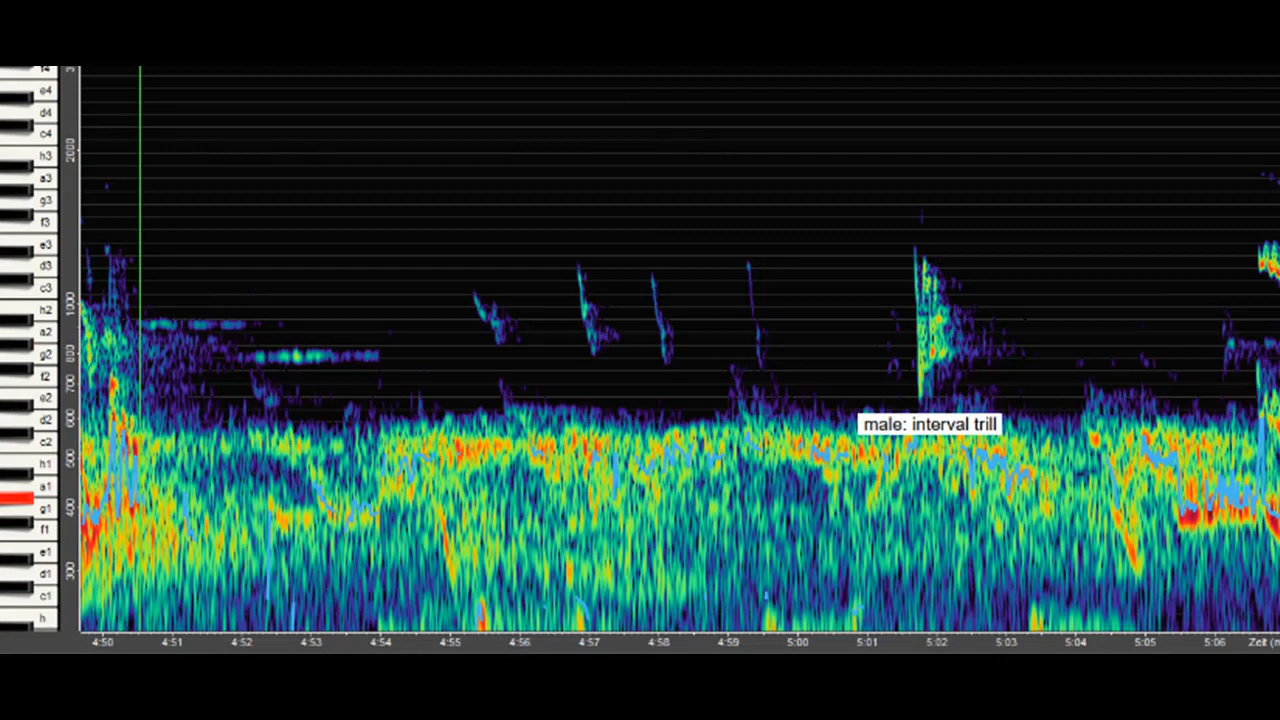 f4
e4
d4
c4
h3
a3
g3
f3
e3
d3
c3
h2
a2
g2
f2
e2
d2
c2
h1
a1
g1
f1
e1
d1
c1
h
2000
1000
800
700
600
500
400
300
male: interval trill
4:50 4:51 4:52 4:53 4:54 4:55 4:56 4:57 4:58 4:59 5:00 5:01 5:02 5:03 5:04 5:05 5:06 Zeit